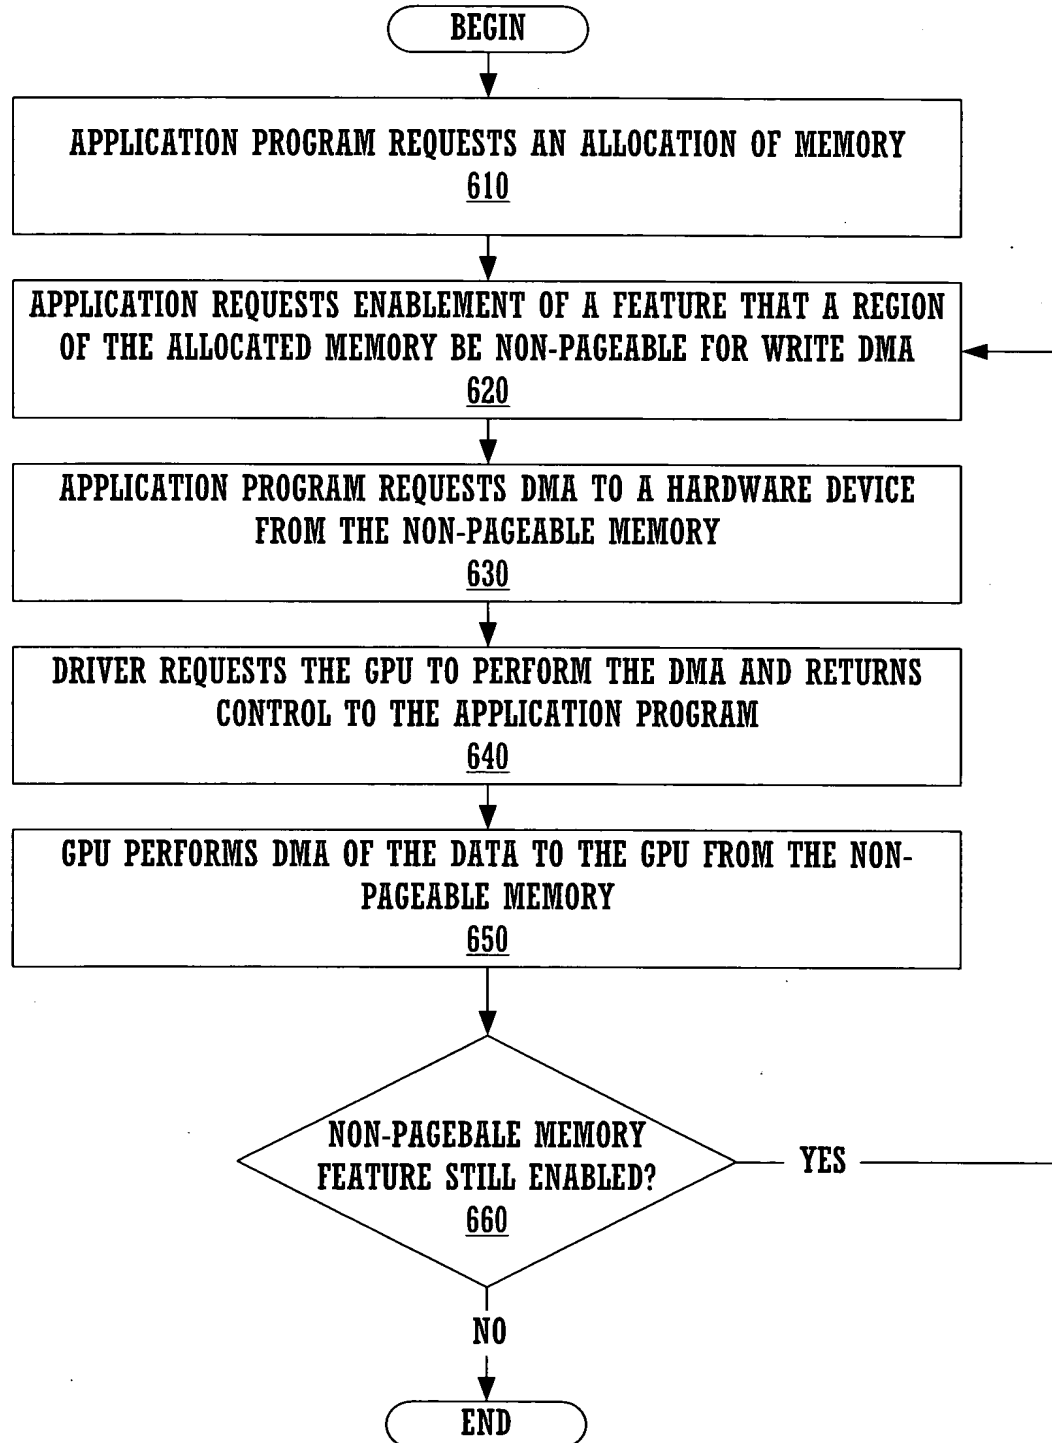 BEGIN
APPLICATION PROGRAM REQUESTS AN ALLOCATION OF MEMORY
610
APPLICATION REQUESTS ENABLEMENT OF A FEATURE THAT A REGION
OF THE ALLOCATED MEMORY BE NON-PAGEABLE FOR WRITE DMA
620
APPLICATION PROGRAM REQUESTS DMA TO A HARDWARE DEVICE
FROM THE NON-PAGEABLE MEMORY
630
DRIVER REQUESTS THE GPU TO PERFORM THE DMA AND RETURNS
CONTROL TO THE APPLICATION PROGRAM
640
GPU PERFORMS DMA OF THE DATA TO THE GPU FROM THE NON-
PAGEABLE MEMORY
650
NON-PAGEBALE MEMORY
FEATURE STILL ENABLED?
660
YES
NO
END